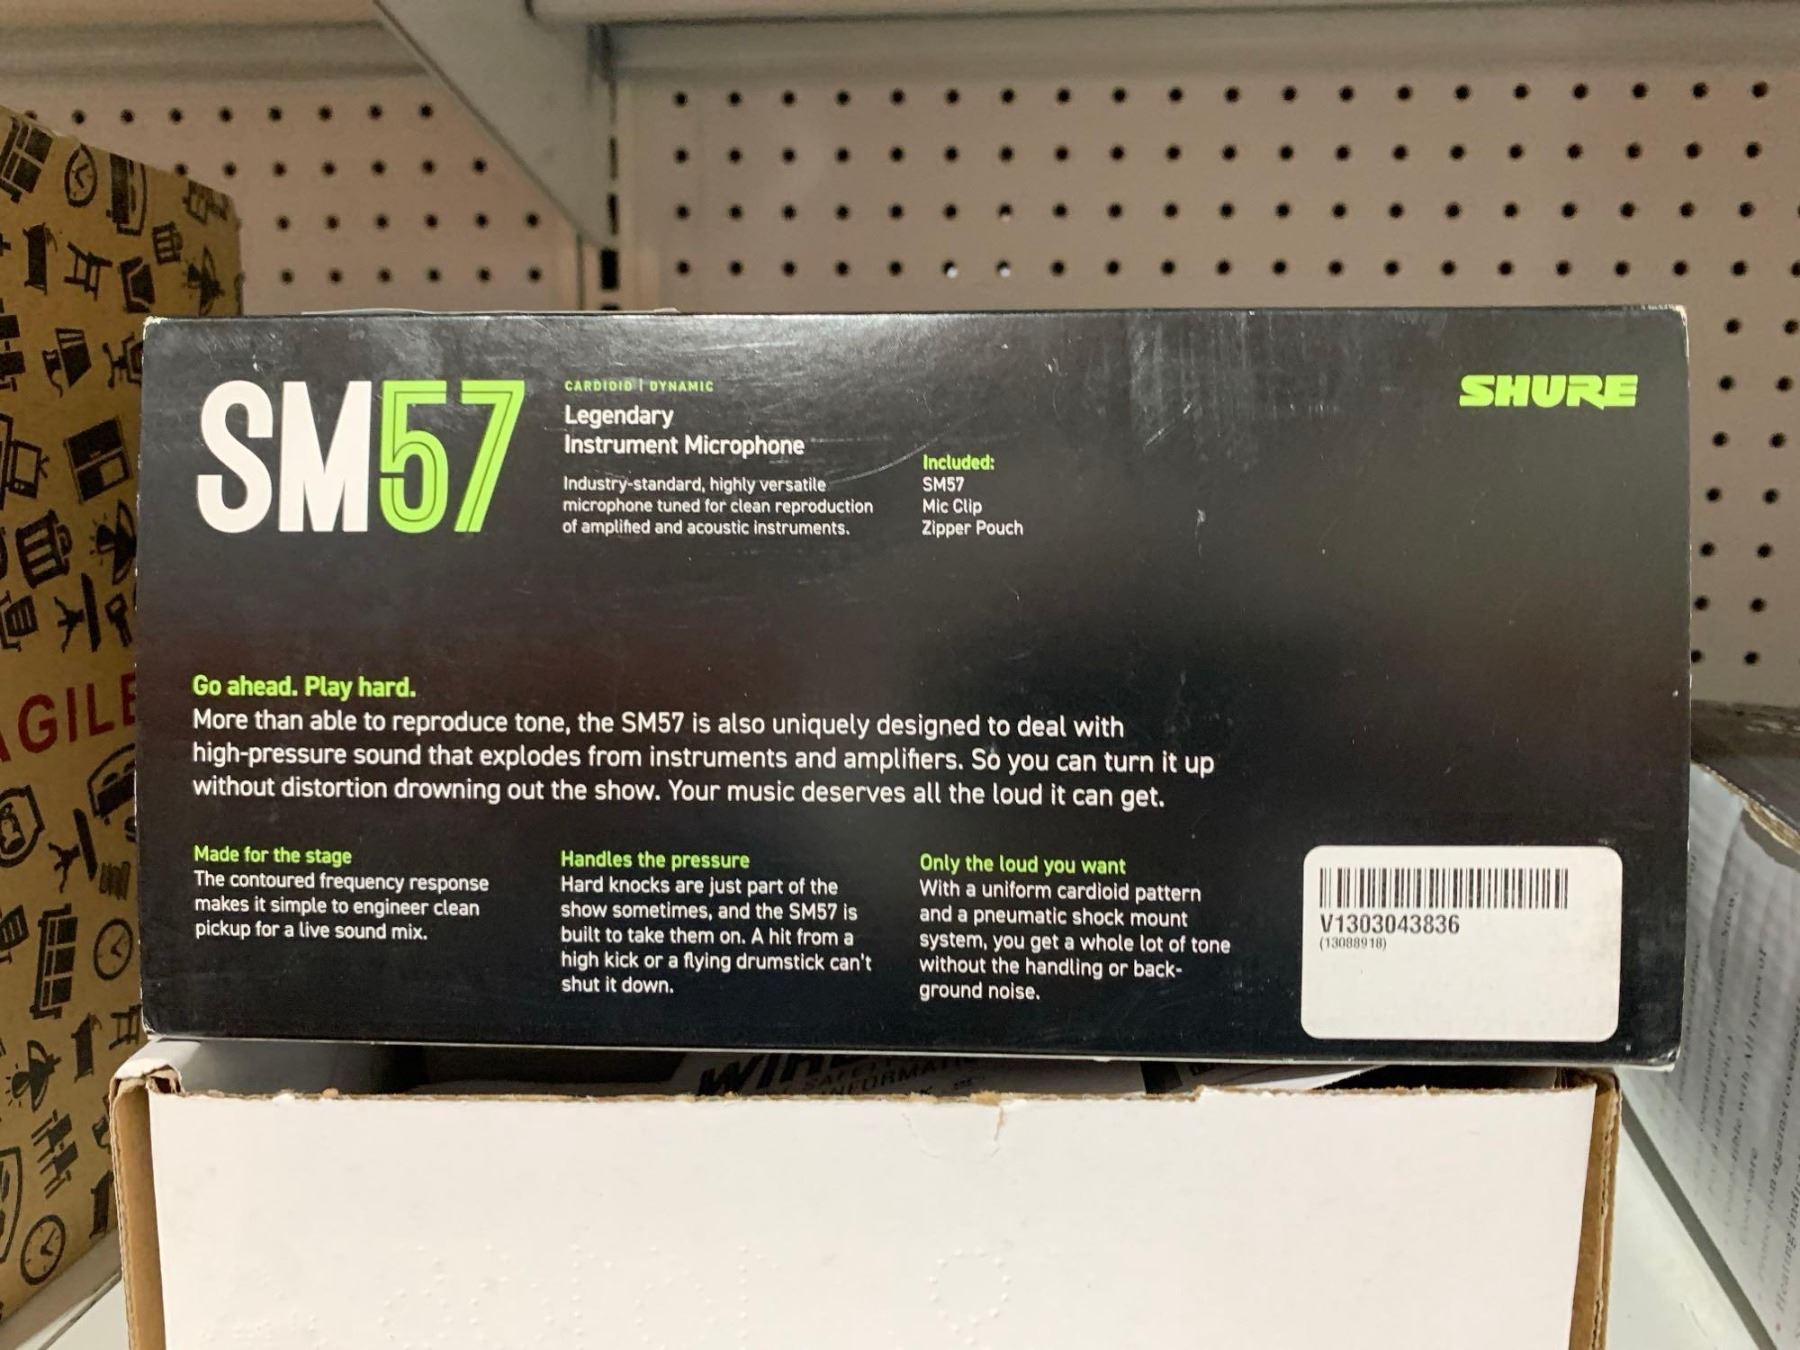 SM57
CARDIOID | DYNAMIC
Legendary
Instrument Microphone
Industry-standard, highly versatile
microphone tuned for clean reproduction
of amplified and acoustic instruments.
Included:
SM57
Mic Clip
Zipper Pouch
SHURE
Go ahead. Play hard.
More than able to reproduce tone, the SM57 is also uniquely designed to deal with
high-pressure sound that explodes from instruments and amplifiers. So you can turn it up
without distortion drowning out the show. Your music deserves all the loud it can get.
Made for the stage
The contoured frequency response
makes it simple to engineer clean
pickup for a live sound mix.
Handles the pressure
Hard knocks are just part of the
show sometimes, and the SM57 is
built to take them on. A hit from a
high kick or a flying drumstick can't
shut it down.
Only the loud you want
With a uniform cardioid pattern
and a pneumatic shock mount
system, you get a whole lot of tone
without the handling or back-
ground noise.
V1303043836
(13088918)
AGILE